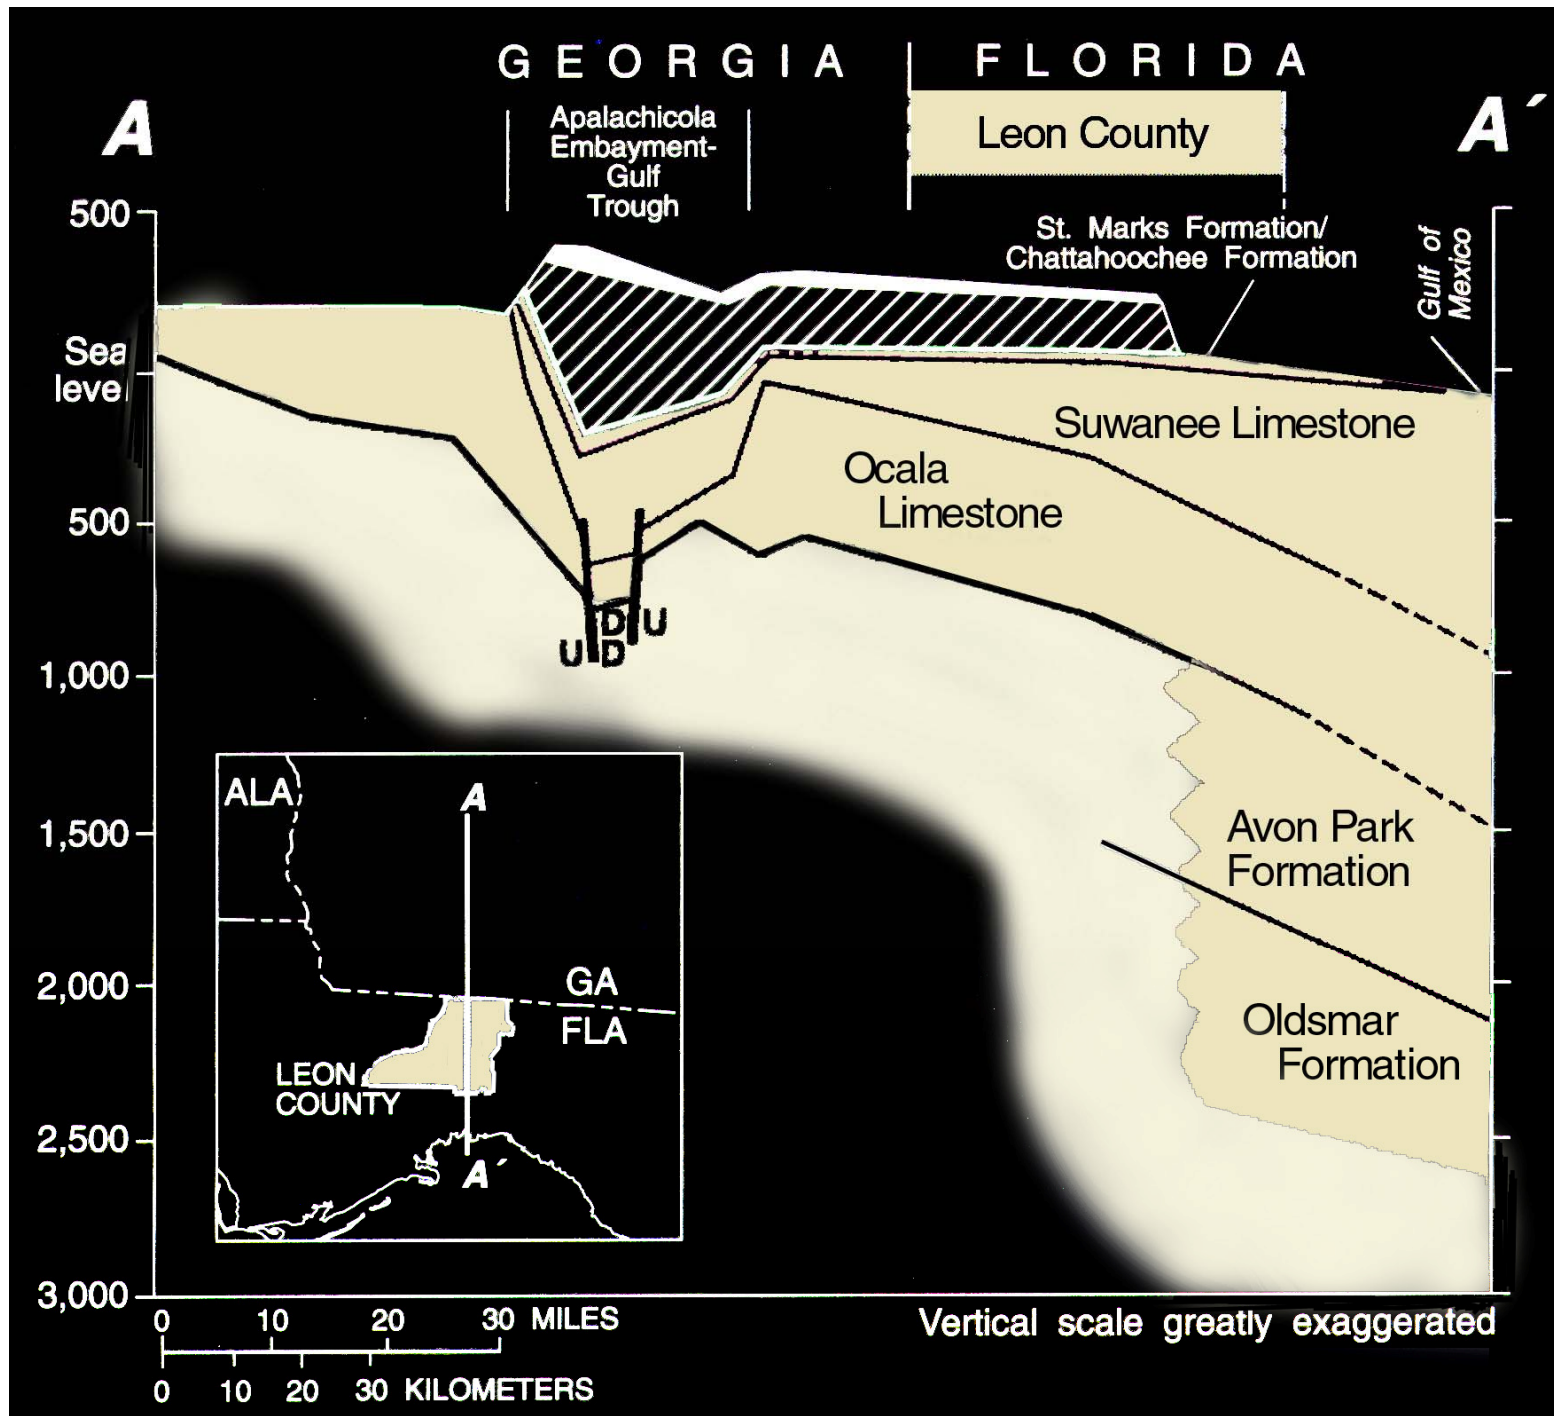 GEORGIA
FLORIDA
A
Apalachicola
Embayment-
Gulf
Trough
Leon County
A´
500
St. Marks Formation/
Chattahoochee Formation
Gulf of
Mexico
Sea
level
Suwanee Limestone
Ocala
Limestone
500
D U
U D
1,000
ALA
A
1,500
Avon Park
Formation
2,000
GA
FLA
Oldsmar
Formation
LEON
COUNTY
2,500
A´
3,000
0 10 20 30 MILES
Vertical scale greatly exaggerated
0 10 20 30 KILOMETERS